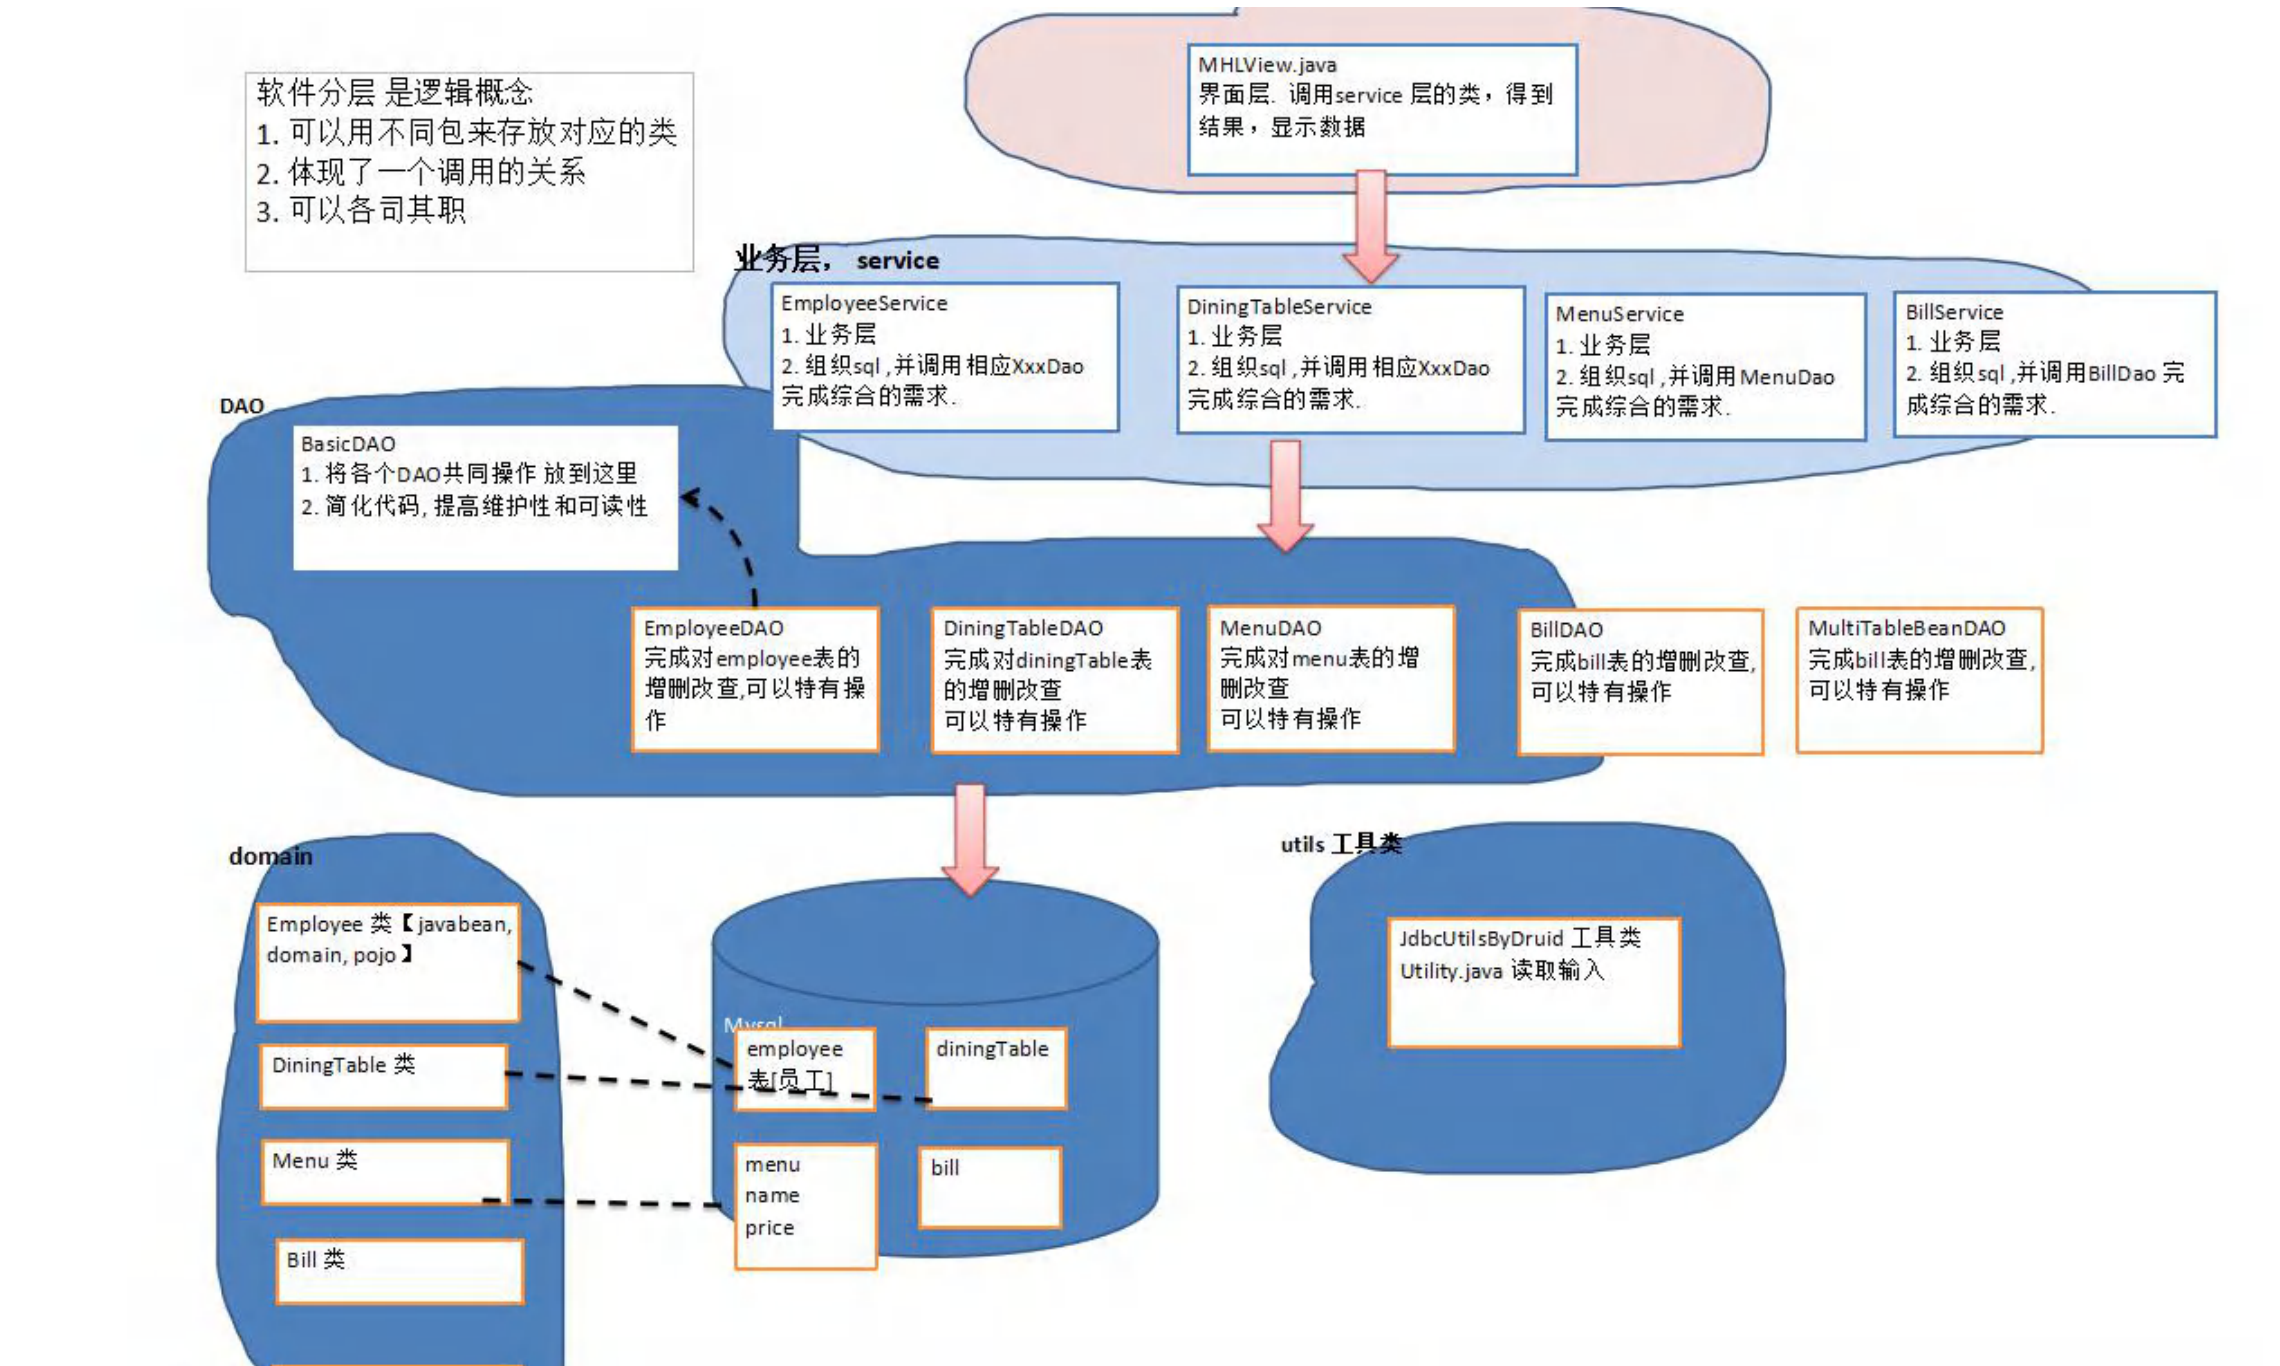 MHLView.java
界面层. 调用service 层的类，得到
结果，显示数据
软件分层 是逻辑概念
1. 可以用不同包来存放对应的类
2. 体现了一个调用的关系
3. 可以各司其职
业务层， service
EmployeeService
1. 业务层
2. 组织sql ,并调用 相应XxxDao
完成综合的需求.
DiningTableService
1. 业务层
2. 组织sql ,并调用 相应XxxDao
完成综合的需求.
MenuService
1. 业务层
2. 组织sql ,并调用 MenuDao
完成综合的需求.
BillService
1. 业务层
2. 组织sql ,并调用BillDao 完
成综合的需求.
DAO
BasicDAO
1. 将各个DAO共同操作 放到这里
2. 简化代码, 提高维护性和可读性
EmployeeDAO
完成对employee表的
增删改查,可以特有操
作
DiningTableDAO
完成对diningTable表
的增删改查
可以特有操作
MenuDAO
完成对menu表的增
删改查
可以特有操作
BillDAO
完成bill表的增删改查,
可以特有操作
MultiTableBeanDAO
完成bill表的增删改查,
可以特有操作
domain
Employee 类【javabean,
domain, pojo】
DiningTable 类
Menu 类
Bill 类
Mysql
employee
表[员工]
diningTable
menu
name
price
bill
utils 工具类
JdbcUtilsByDruid 工具类
Utility.java 读取输入